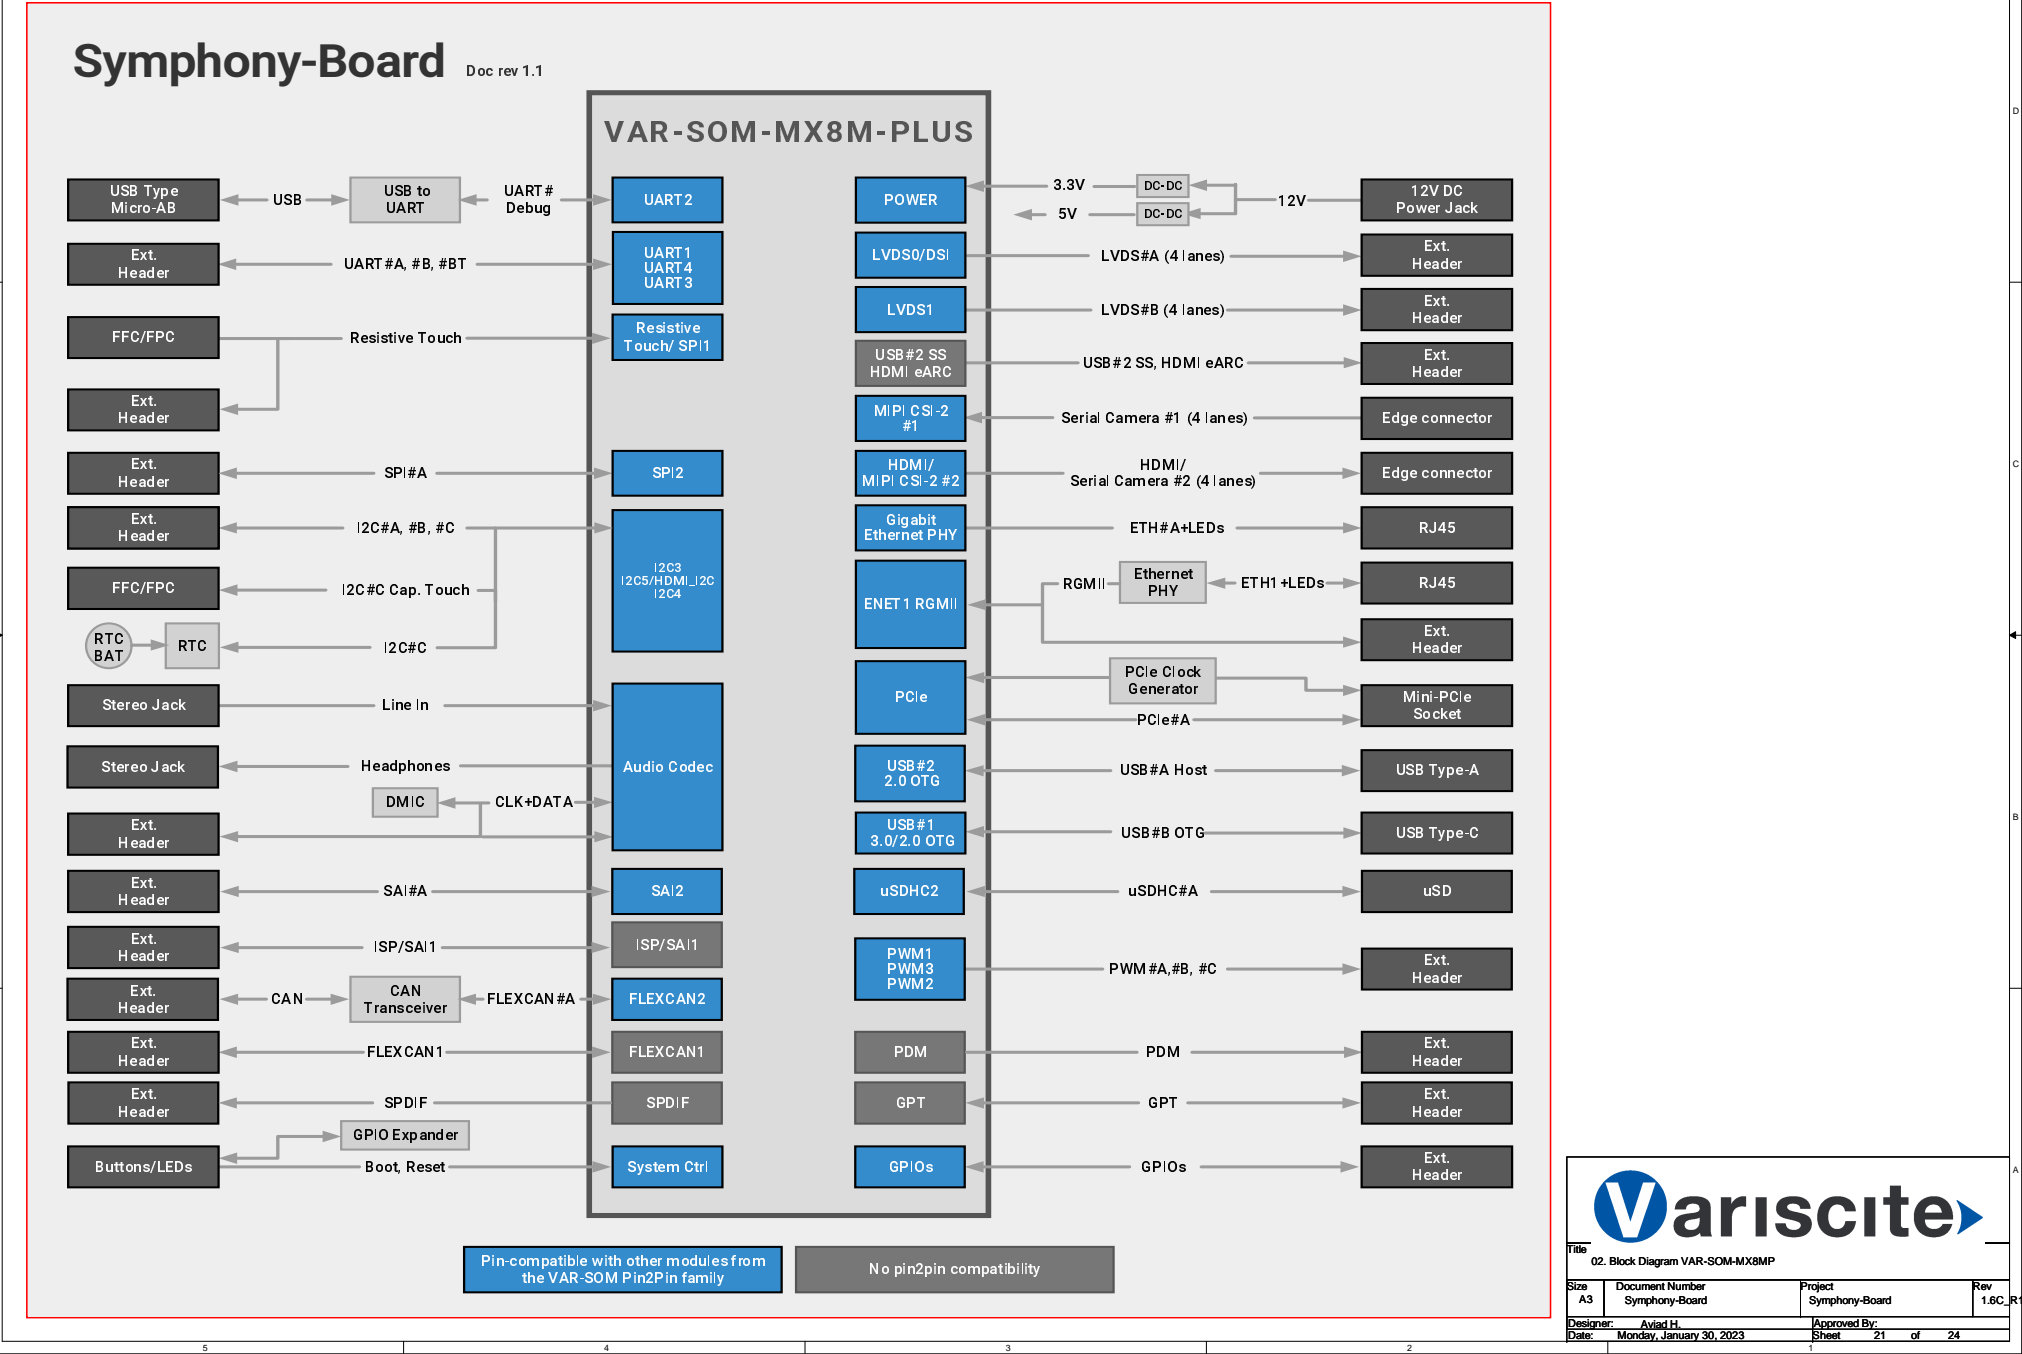 Symphony-Board Doc rev 1.1
VAR-SOM-MX8M-PLUS
USB Type
Micro-AB
USB
USB to
UART
UART#
Debug
UART2
Ext.
Header
UART#A, #B, #BT
UART1
UART4
UART3
FFC/FPC
Resistive Touch
Resistive
Touch/ SPI1
Ext.
Header
Ext.
Header
SPI#A
SPI2
Ext.
Header
I2C#A, #B, #C
I2C3
I2C5/HDMI_I2C
I2C4
FFC/FPC
I2C#C Cap. Touch
RTC
BAT
RTC
I2C#C
Stereo Jack
Line In
Audio Codec
Stereo Jack
Headphones
DMIC
CLK+DATA
Ext.
Header
Ext.
Header
SAI#A
SAI2
Ext.
Header
ISP/SAI1
ISP/SAI1
Ext.
Header
CAN
CAN
Transceiver
FLEXCAN#A
FLEXCAN2
Ext.
Header
FLEXCAN1
FLEXCAN1
Ext.
Header
SPDIF
SPDIF
GPIO Expander
Buttons/LEDs
Boot, Reset
System Ctrl
POWER
3.3V
DC-DC
5V
DC-DC
12V
12V DC
Power Jack
LVDS0/DSI
LVDS#A (4 lanes)
Ext.
Header
LVDS1
LVDS#B (4 lanes)
Ext.
Header
USB#2 SS
HDMI eARC
USB#2 SS, HDMI eARC
Ext.
Header
MIPI CSI-2
#1
Serial Camera #1 (4 lanes)
Edge connector
HDMI/
MIPI CSI-2 #2
HDMI/
Serial Camera #2 (4 lanes)
Edge connector
Gigabit
Ethernet PHY
ETH#A+LEDs
RJ45
ENET1 RGMII
RGMII
Ethernet
PHY
ETH1+LEDs
RJ45
Ext.
Header
PCIe
PCIe Clock
Generator
PCIe#A
Mini-PCIe
Socket
USB#2
2.0 OTG
USB#A Host
USB Type-A
USB#1
3.0/2.0 OTG
USB#B OTG
USB Type-C
uSDHC2
uSDHC#A
uSD
PWM1
PWM3
PWM2
PWM#A,#B, #C
Ext.
Header
PDM
PDM
Ext.
Header
GPT
GPT
Ext.
Header
GPIOs
GPIOs
Ext.
Header
Pin-compatible with other modules from
the VAR-SOM Pin2Pin family
No pin2pin compatibility
Variscite
Title
02. Block Diagram VAR-SOM-MX8MP
Size
A3
Document Number
Symphony-Board
Project
Symphony-Board
Rev
1.6C_R1
Designer: Aviad H.
Approved By:
Date: Monday, January 30, 2023
Sheet 21 of 24
D
C
B
A
5 4 3 2 1